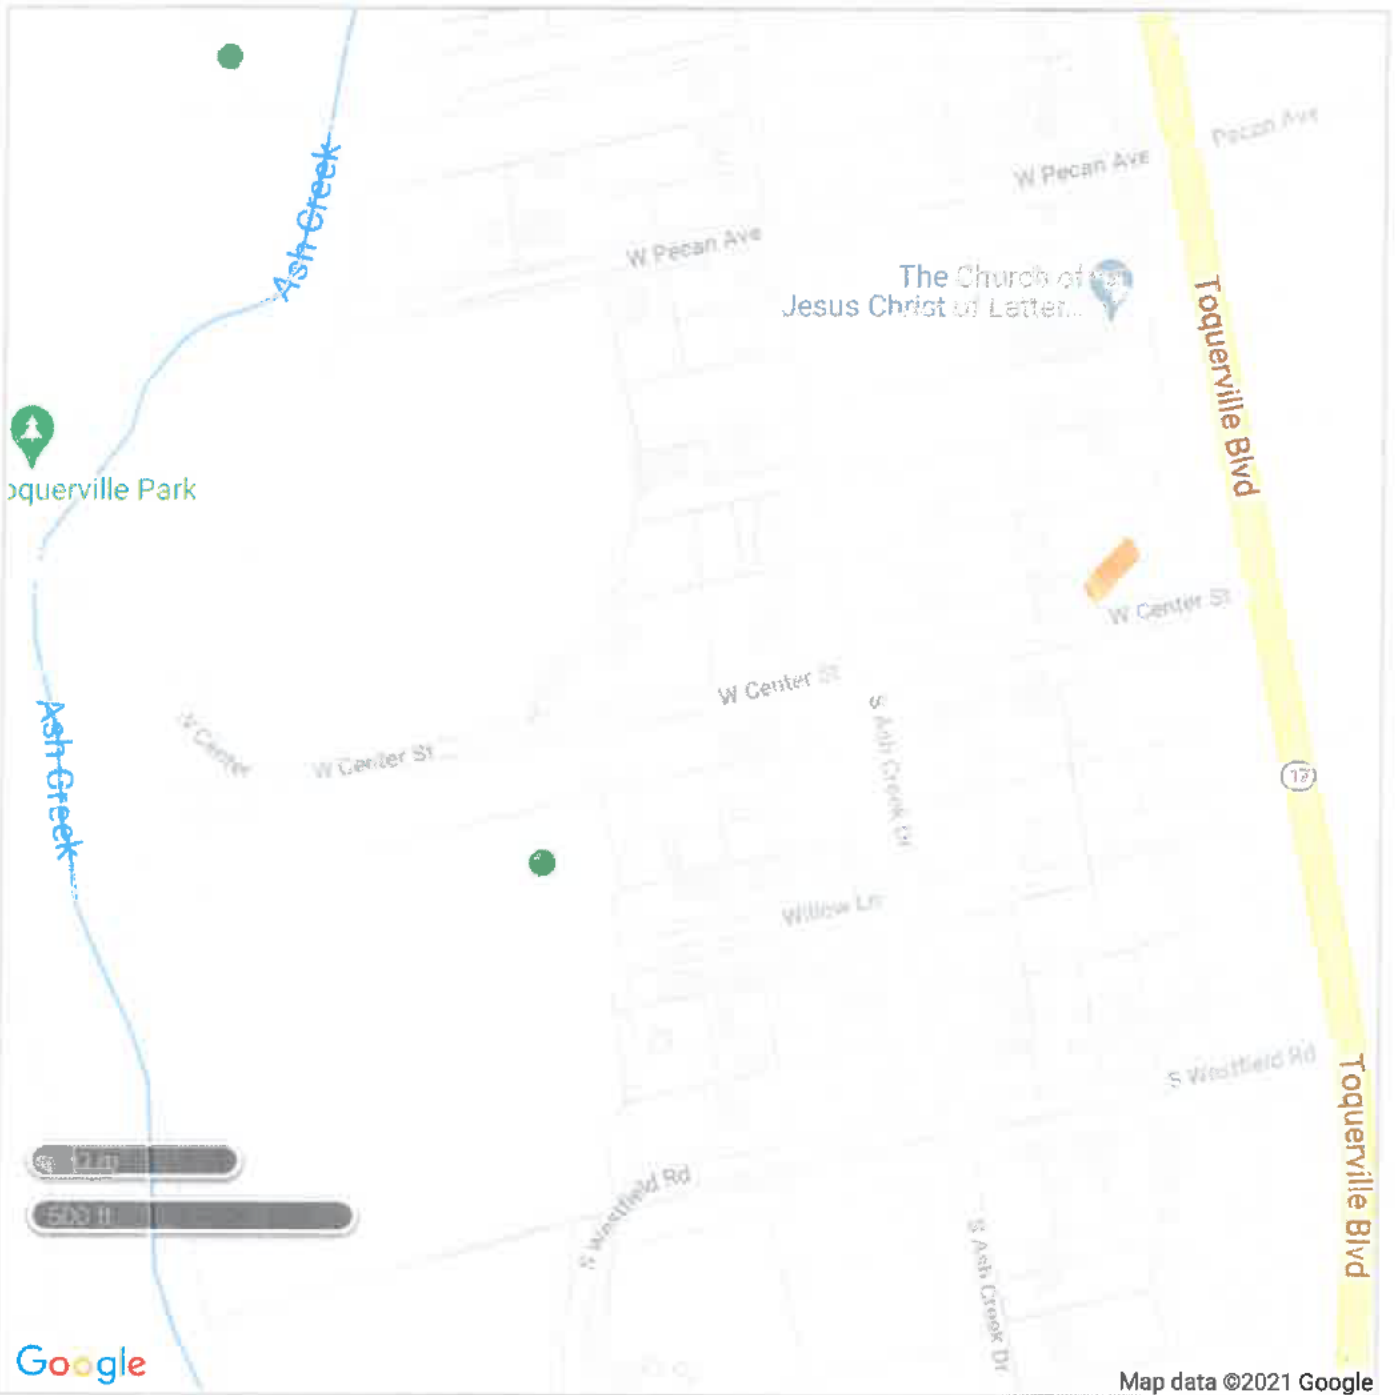 Pecan Ave
W Pecan Ave
Ash Creek
W Pecan Ave
The Church of
Jesus Christ of Latter...
Toquerville Blvd
oquerville Park
W Center St
W Center St
S Ash Creek Dr
Ash Creek
W Center
W Center St
17
Willow Ln
S Westfield Rd
Toquerville Blvd
S Westfield Rd
500 ft
S Ash Creek Dr
Google
Map data ©2021 Google